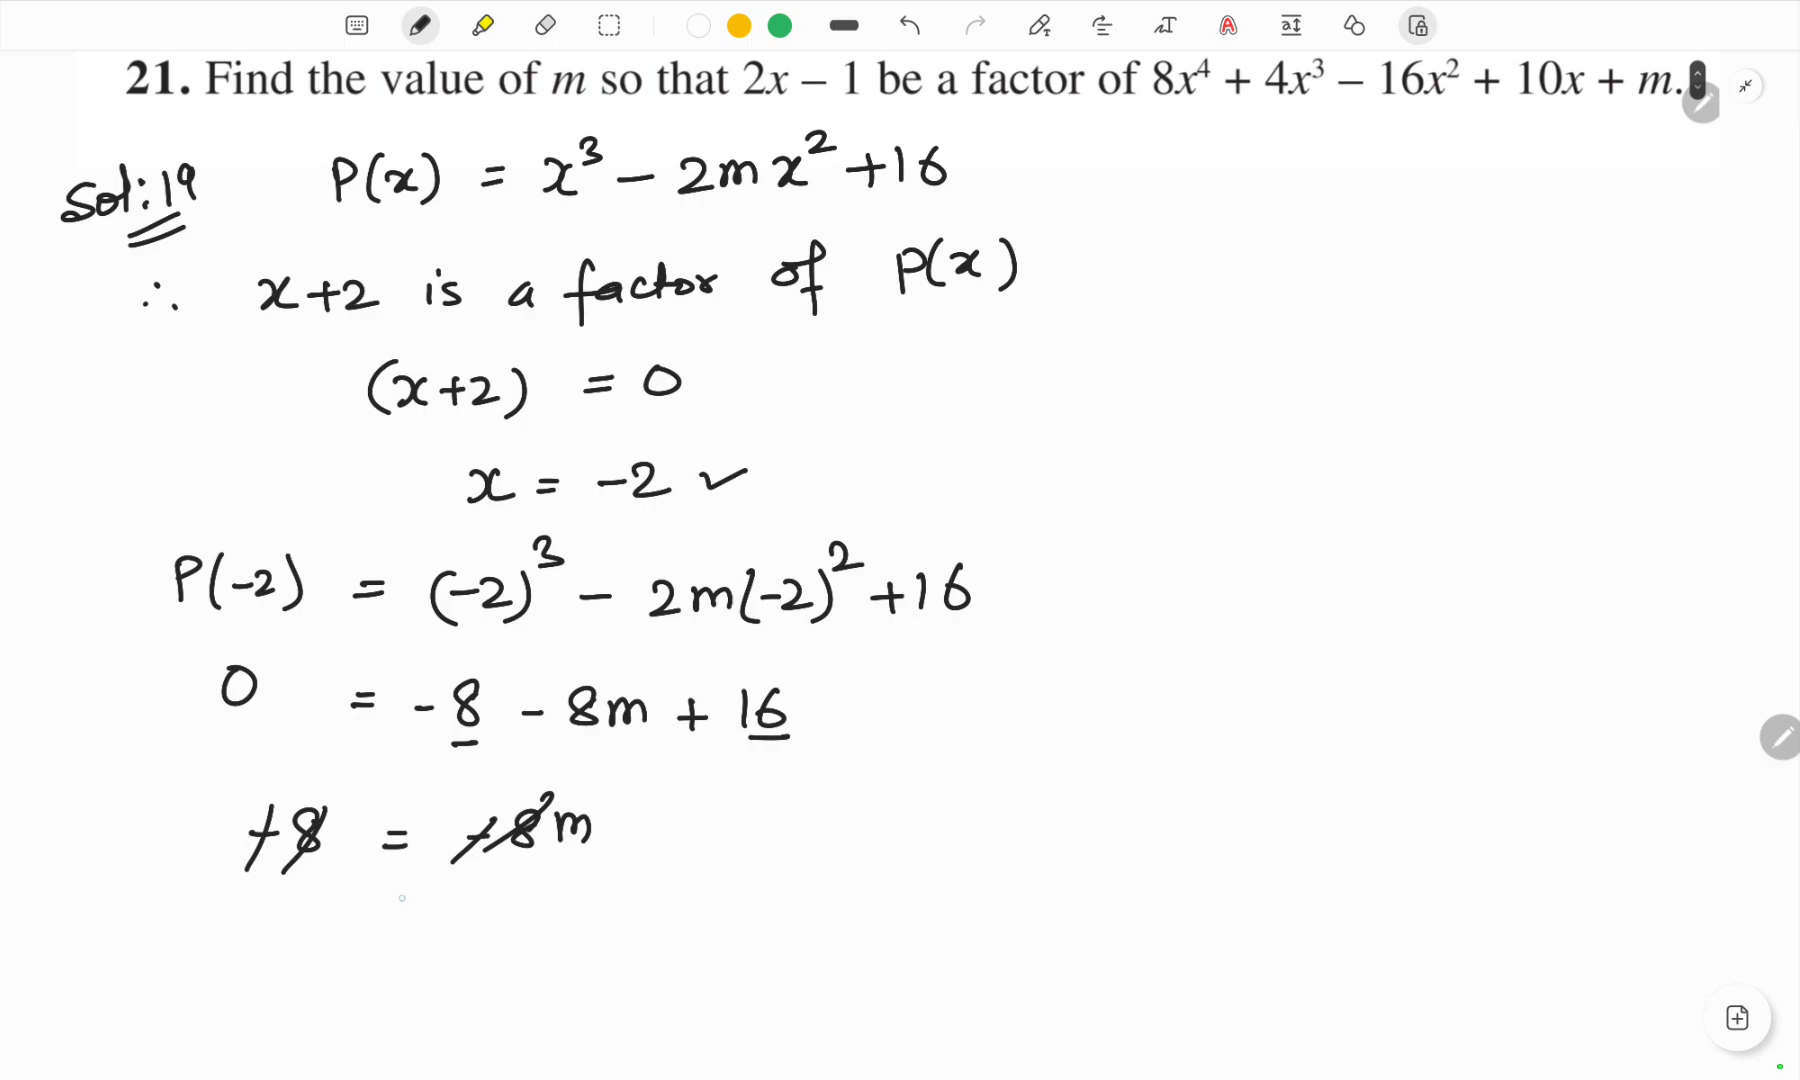 21. Find the value of m so that 2x – 1 be a factor of 8x⁴ + 4x³ – 16x² + 10x + m.
Sol:19 P(x) = x³ – 2mx² +16
∴ x+2 is a factor of P(x)
(x+2) = 0
x = -2 ✓
P(-2) = (-2)³ – 2m(-2)² +16
0 = -8 - 8m + 16
-8 = -8m